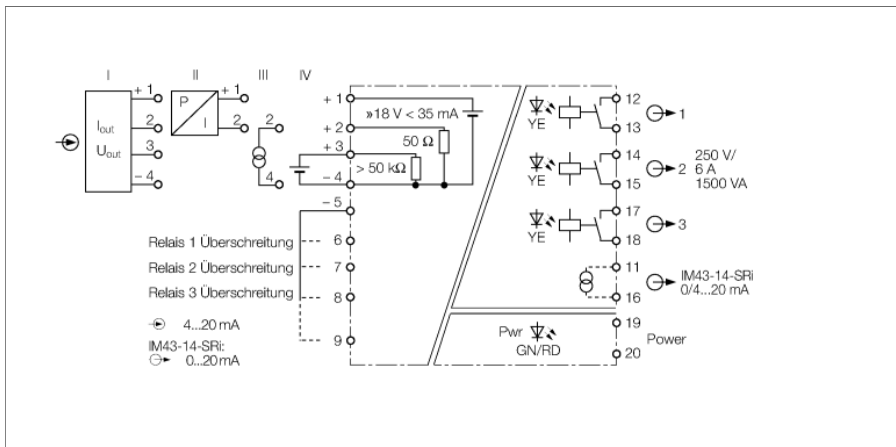 I II III IV
+ 1
2
3
- 4
Iout
Uout
P
I
+ 1
2
2
4
+ 1
+ 2
+ 3
- 4
- 5
6
7
8
9
»18 V < 35 mA
50 Ω
> 50 kΩ
Relais 1 Überschreitung
Relais 2 Überschreitung
Relais 3 Überschreitung
4...20 mA
IM43-14-SRi:
0...20 mA
YE
12
13
1
YE
14
15
2
250 V/
6 A
1500 VA
YE
17
18
3
11
16
IM43-14-SRi
0/4...20 mA
Pwr
GN/RD
19
20
Power